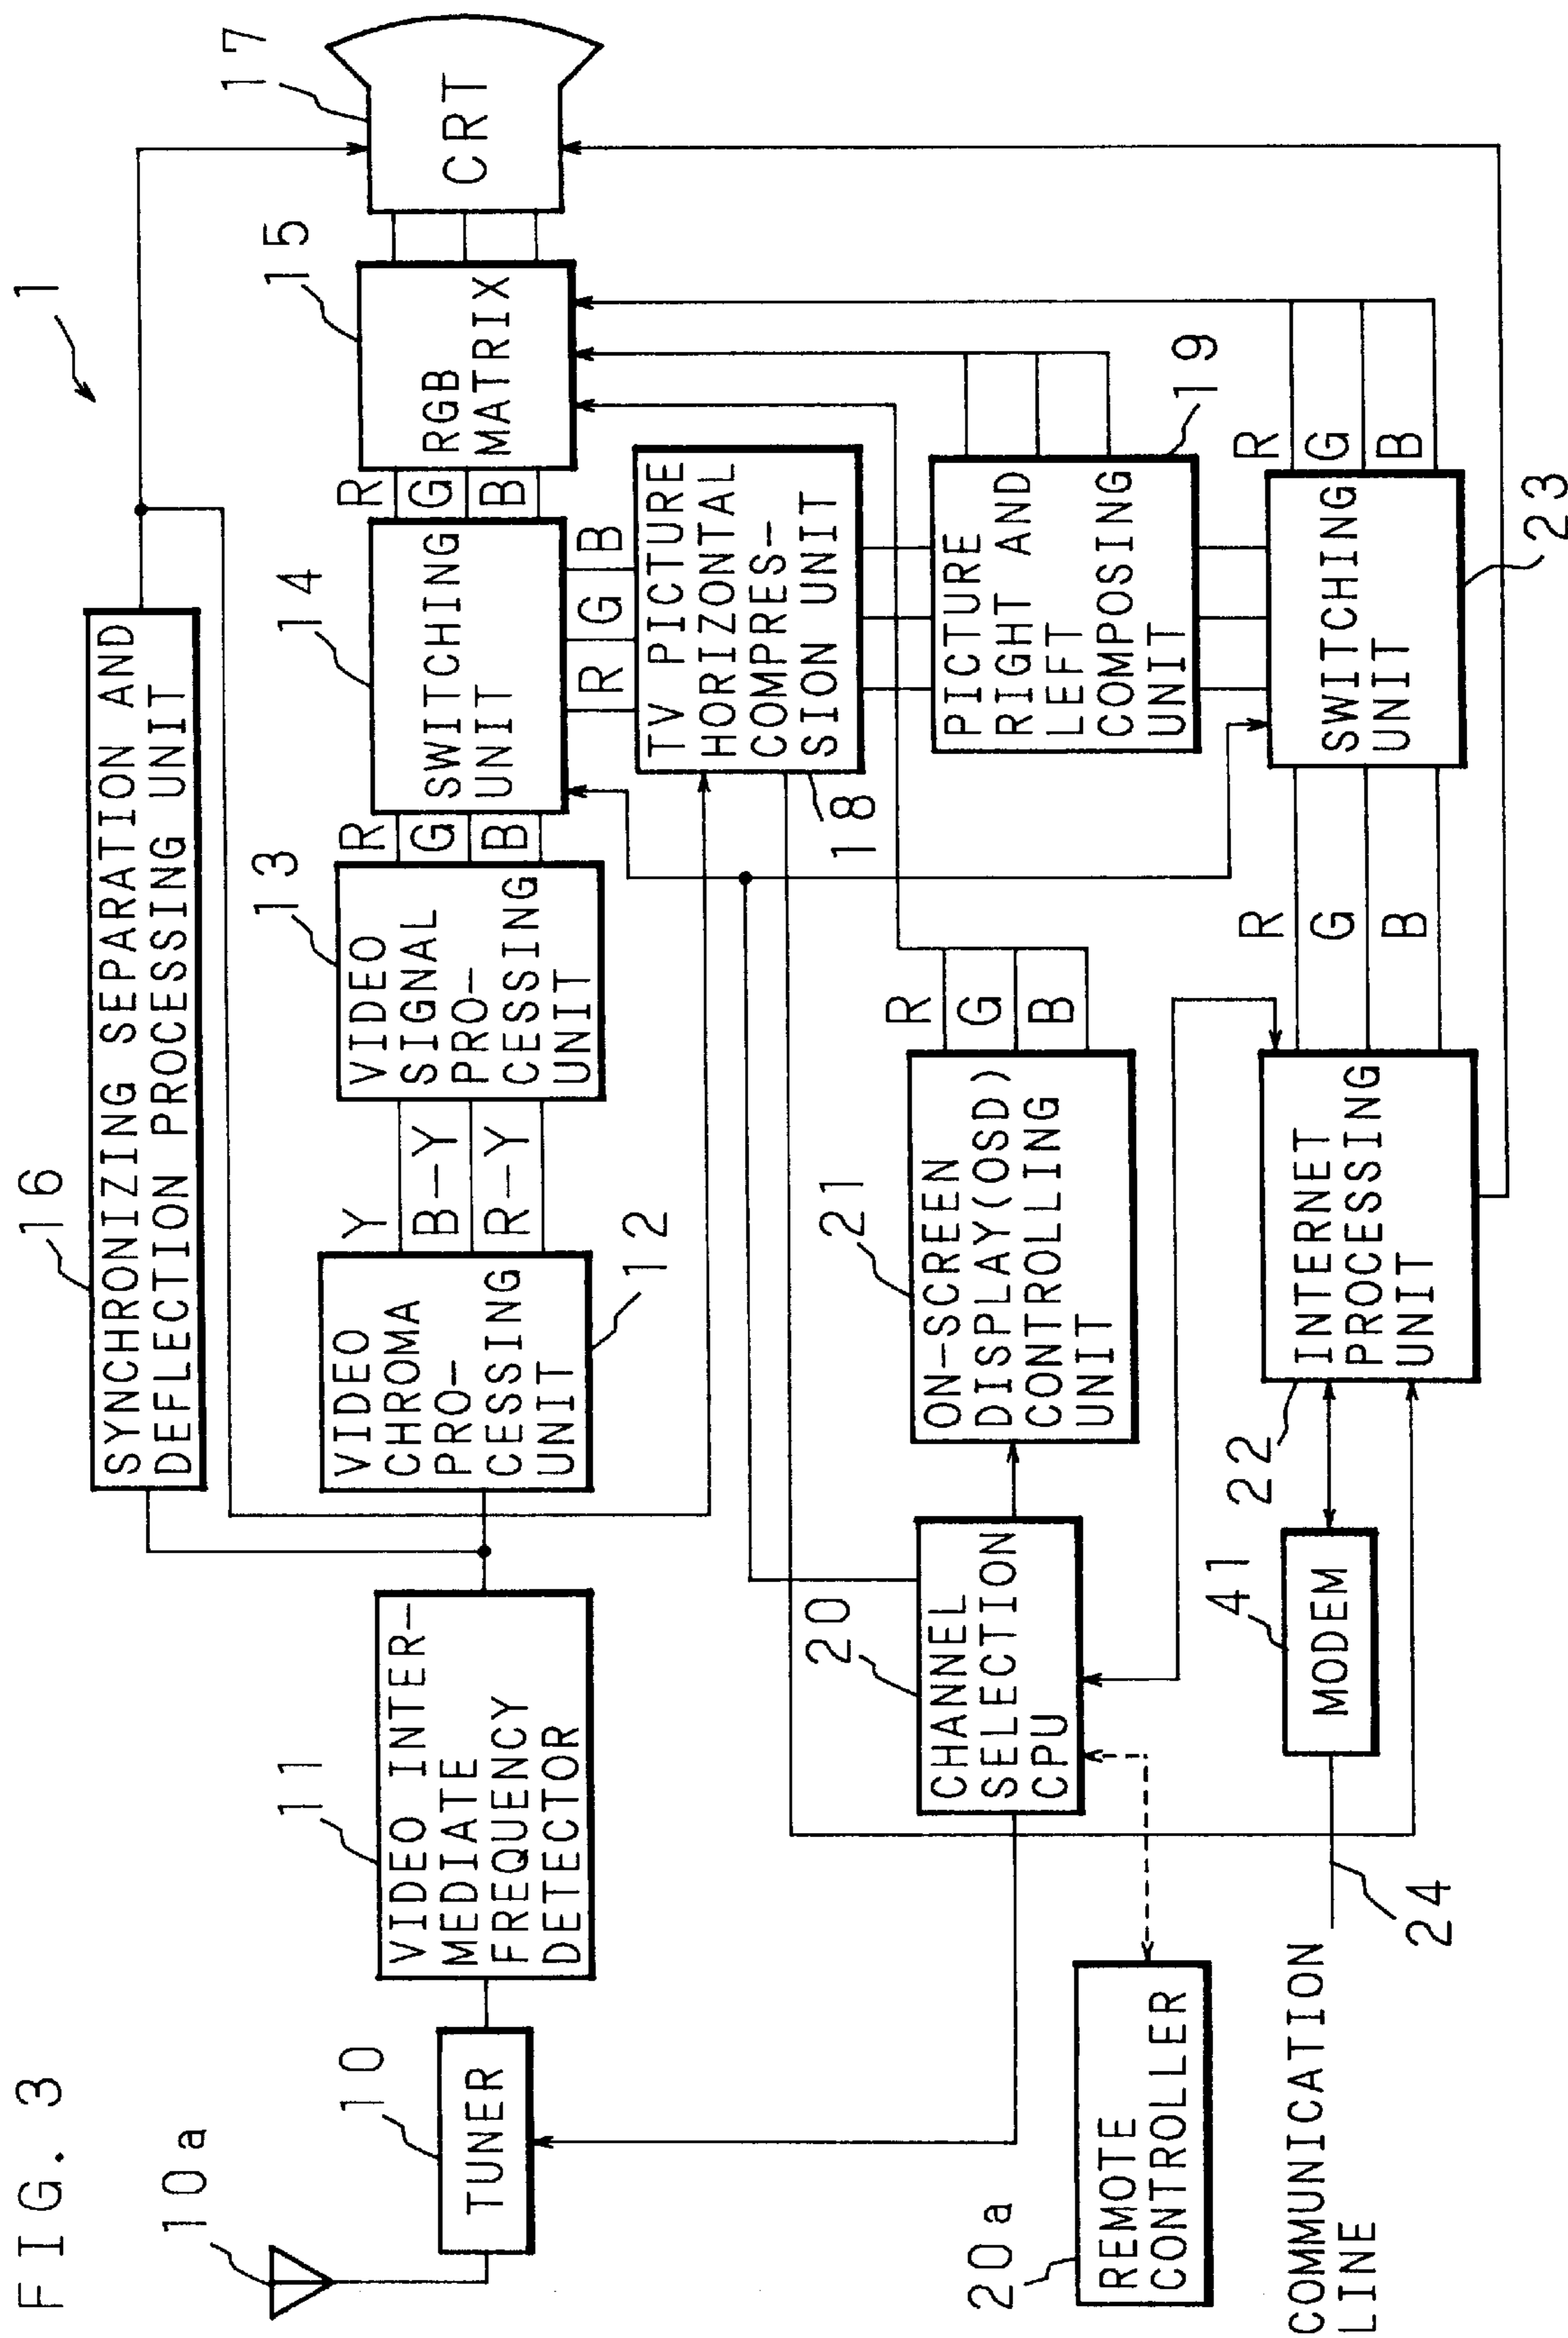 FIG. 3
1
16
SYNCHRONIZING SEPARATION AND
DEFLECTION PROCESSING UNIT
10a
10
TUNER
11
VIDEO INTER-
MEDIATE
FREQUENCY
DETECTOR
12
VIDEO
CHROMA
PRO-
CESSING
UNIT
Y
B-Y
R-Y
13
VIDEO
SIGNAL
PRO-
CESSING
UNIT
R
G
B
14
SWITCHING
UNIT
R
G
B
15
RGB
MATRIX
17
CRT
R G B
18
TV PICTURE
HORIZONTAL
COMPRES-
SION UNIT
19
PICTURE
RIGHT AND
LEFT
COMPOSING
UNIT
20
CHANNEL
SELECTION
CPU
21
ON-SCREEN
DISPLAY(OSD)
CONTROLLING
UNIT
R
G
B
20a
REMOTE
CONTROLLER
22
INTERNET
PROCESSING
UNIT
R
G
B
23
SWITCHING
UNIT
R
G
B
41
MODEM
24
COMMUNICATION
LINE